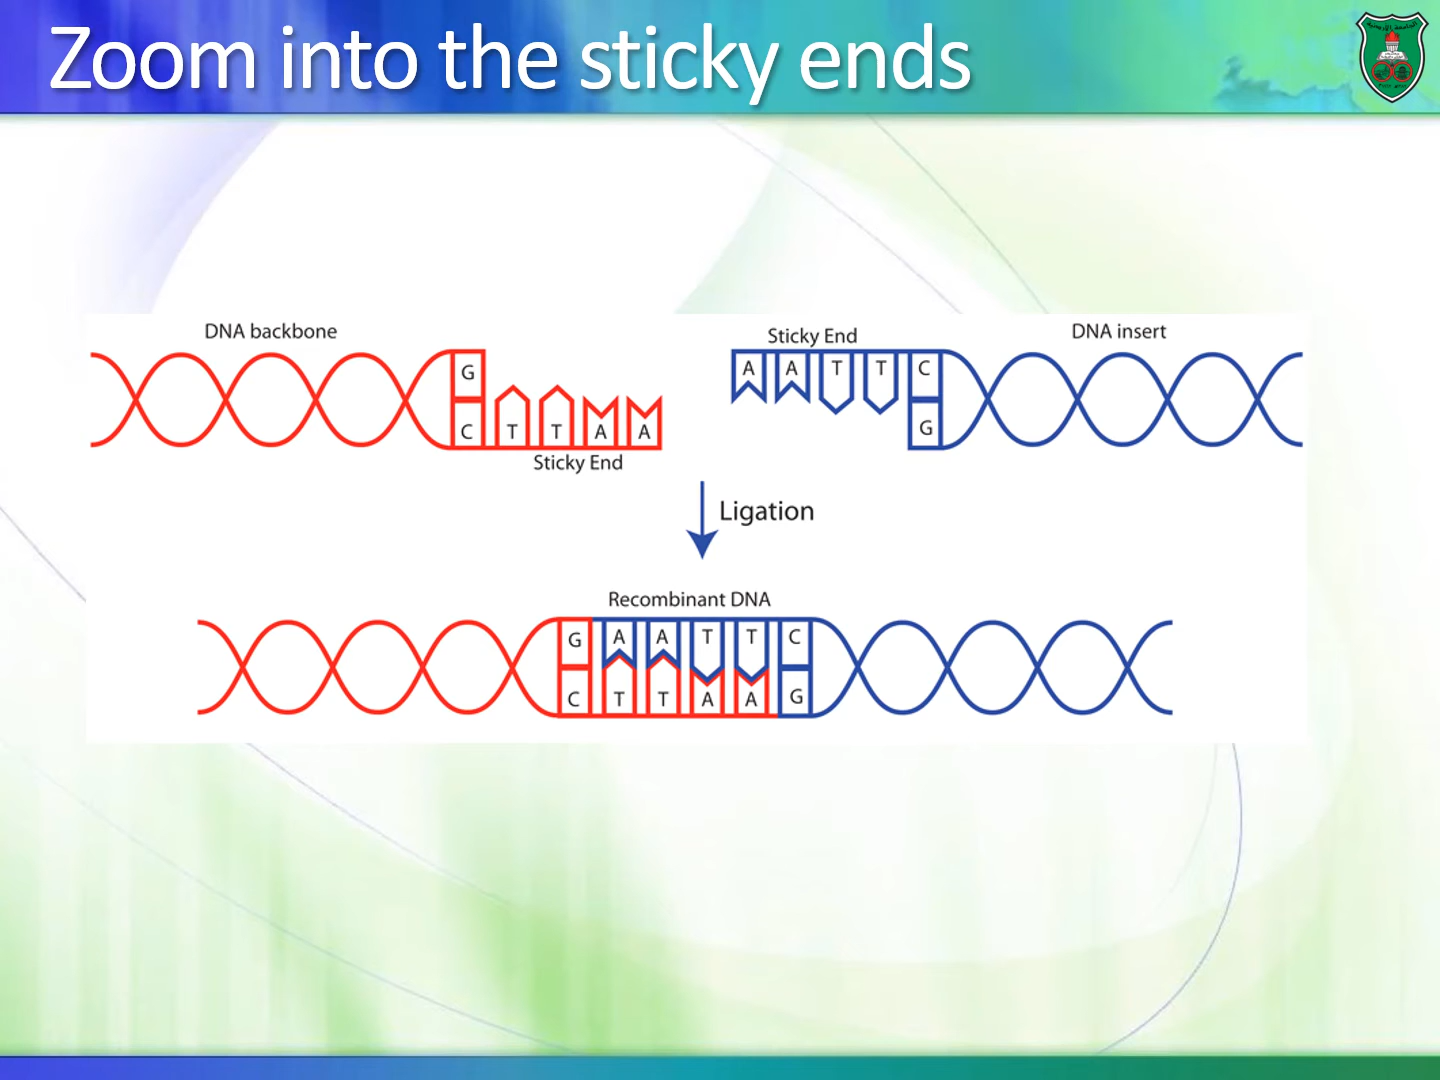 Zoom into the sticky ends
DNA backbone
Sticky End
DNA insert
G
A A T T C
C T T A A
G
Sticky End
Ligation
Recombinant DNA
G A A T T C
C T T A A G